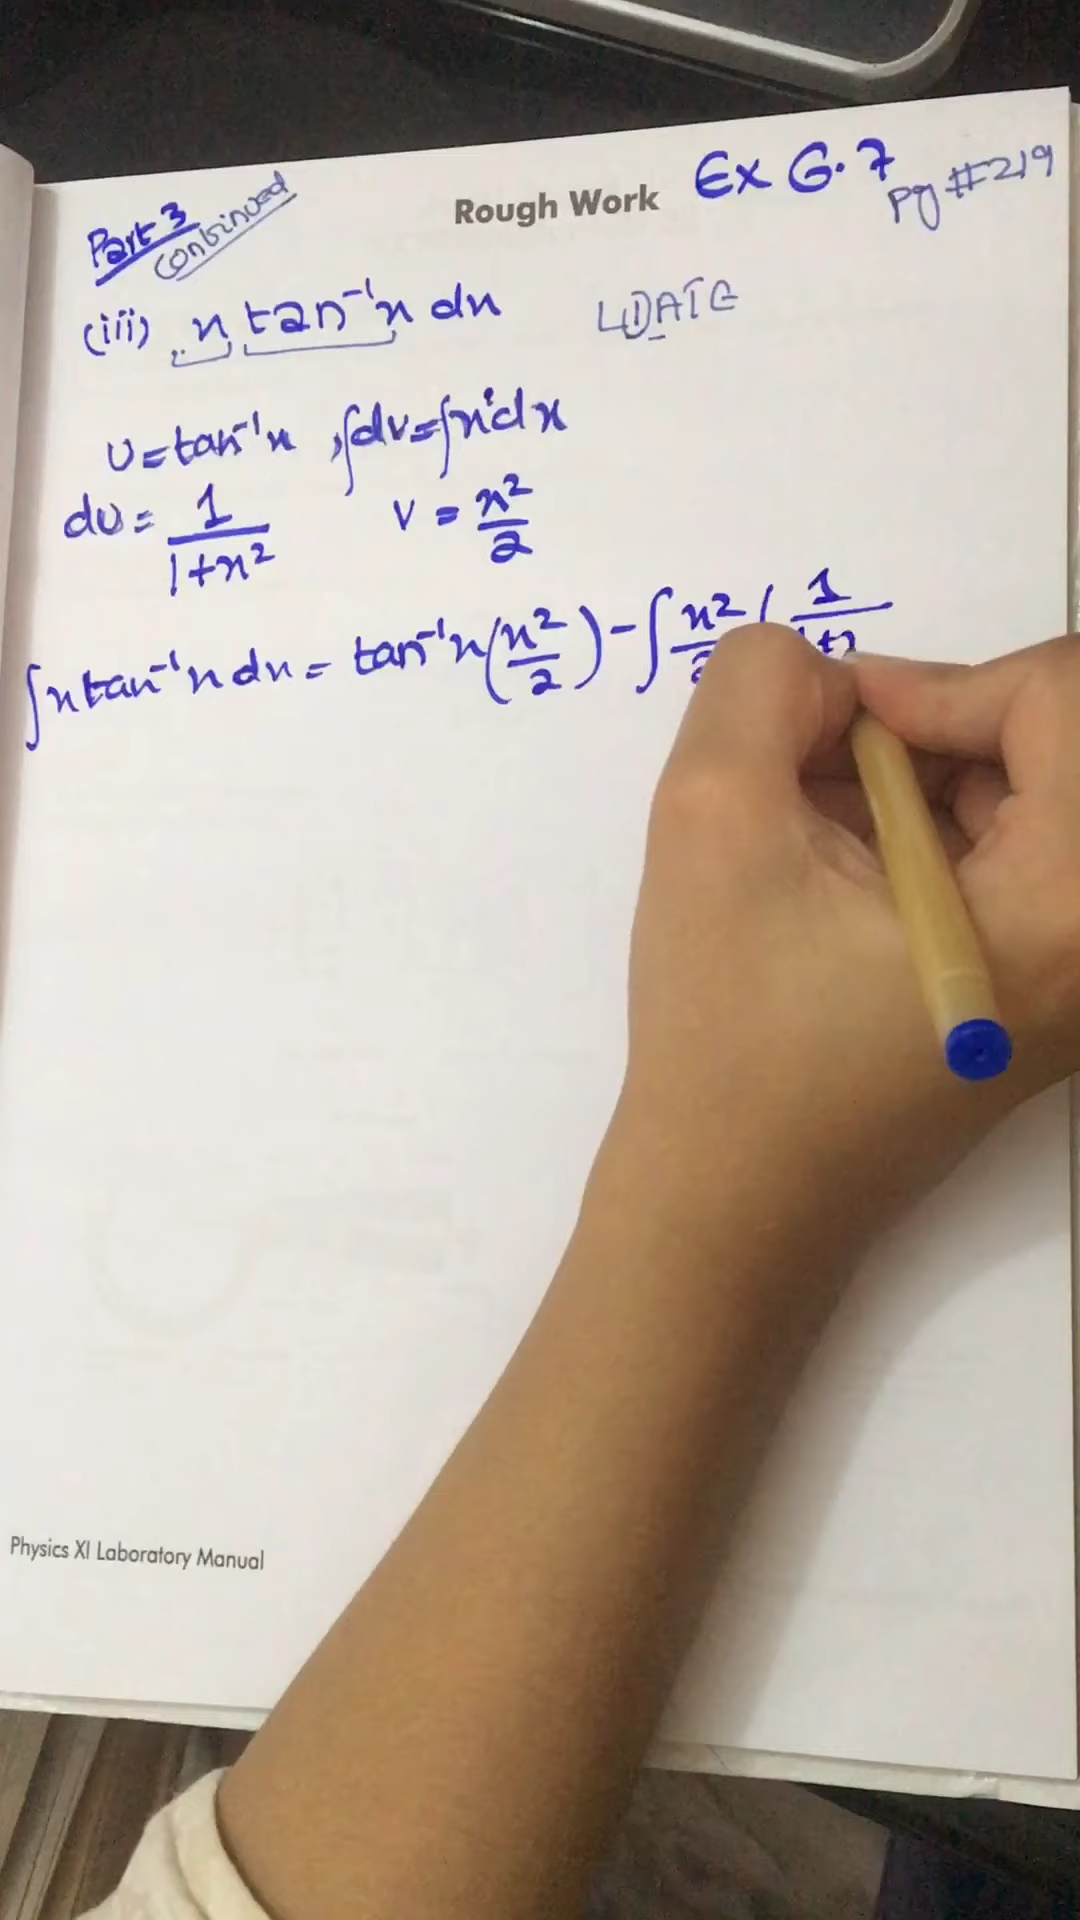 Rough Work Ex 6.7
pg #219
Part 3
continued
(iii) x tan⁻¹x dx LIATE
u = tan⁻¹x , ∫dv = ∫x¹dx
du = 1/1+x² v = x²/2
∫x tan⁻¹x dx = tan⁻¹x (x²/2) - ∫ x²/2 ( 1/1+
Physics XI Laboratory Manual